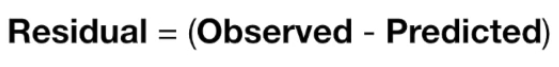 Residual = (Observed - Predicted)